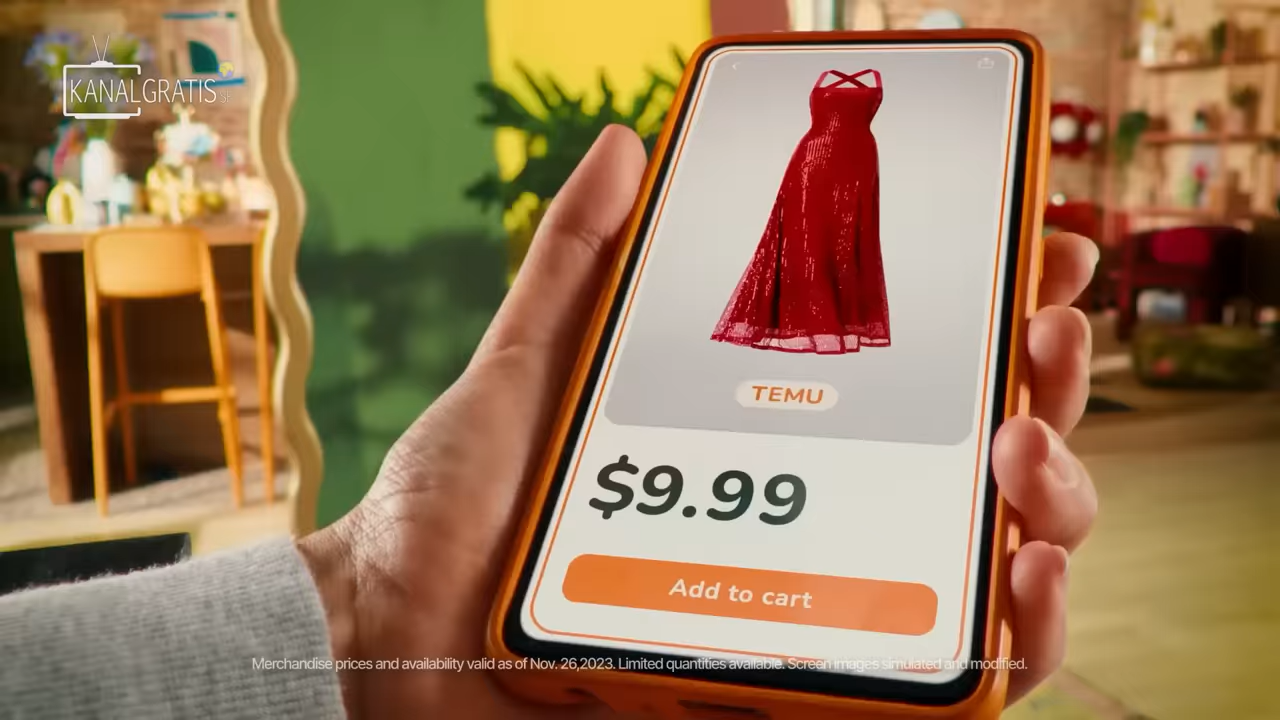 KANALGRATIS
TEMU
$9.99
Add to cart
Merchandise prices and availability valid as of Nov. 26,2023. Limited quantities available. Screen images simulated and modified.